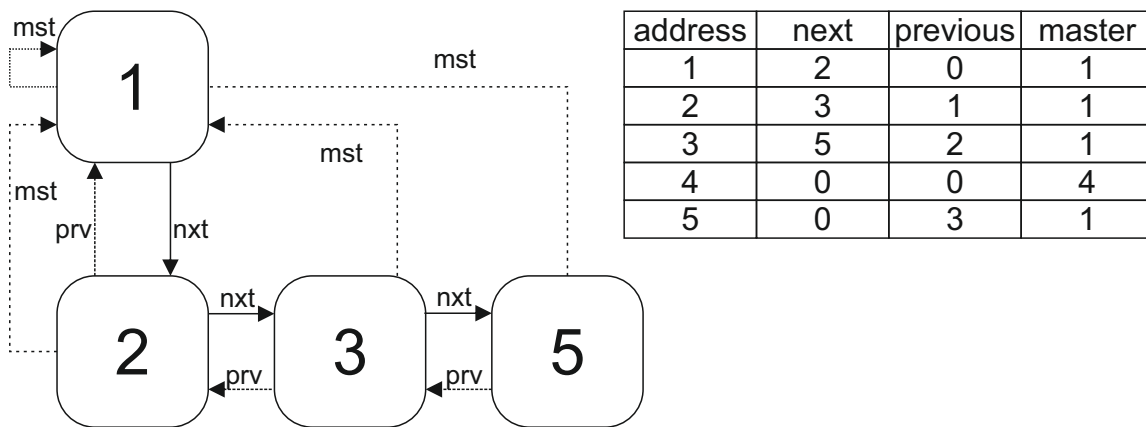 mst
1
mst
mst
mst
prv
nxt
2
nxt
prv
3
nxt
prv
5
address next previous master
1 2 0 1
2 3 1 1
3 5 2 1
4 0 0 4
5 0 3 1